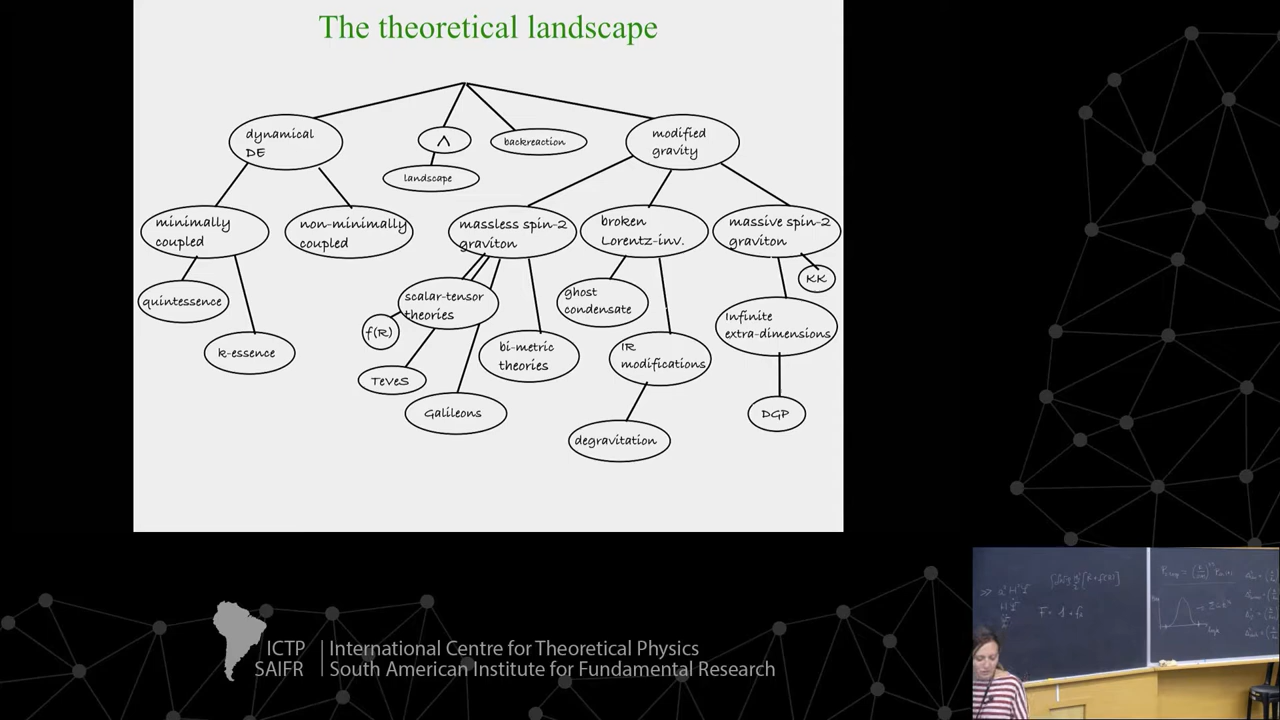 The theoretical landscape
dynamical
DE
Λ
backreaction
modified
gravity
landscape
minimally
coupled
non-minimally
coupled
massless spin-2
graviton
broken
Lorentz-inv.
massive spin-2
graviton
KK
quintessence
scalar-tensor
theories
ghost
condensate
Infinite
extra-dimensions
f(R)
k-essence
bi-metric
theories
IR
modifications
TeVeS
Galileons
DGP
degravitation
ICTP
SAIFR
International Centre for Theoretical Physics
South American Institute for Fundamental Research